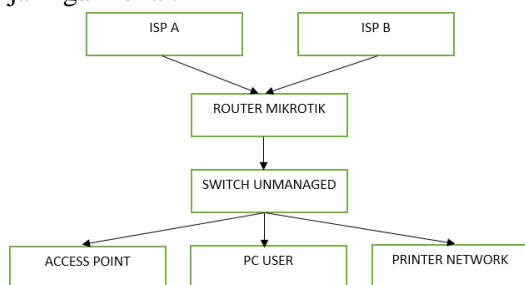 ISP A
ISP B
ROUTER MIKROTIK
SWITCH UNMANAGED
ACCESS POINT
PC USER
PRINTER NETWORK